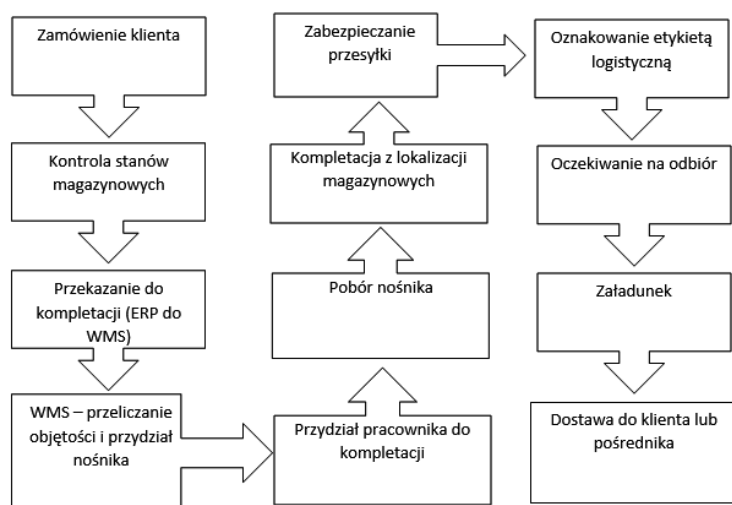 Zamówienie klienta
Kontrola stanów
magazynowych
Przekazanie do
kompletacji (ERP do
WMS)
WMS – przeliczanie
objętości i przydział
nośnika
Przydział pracownika do
kompletacji
Pobór nośnika
Kompletacja z lokalizacji
magazynowych
Zabezpieczanie
przesyłki
Oznakowanie etykietą
logistyczną
Oczekiwanie na odbiór
Załadunek
Dostawa do klienta lub
pośrednika